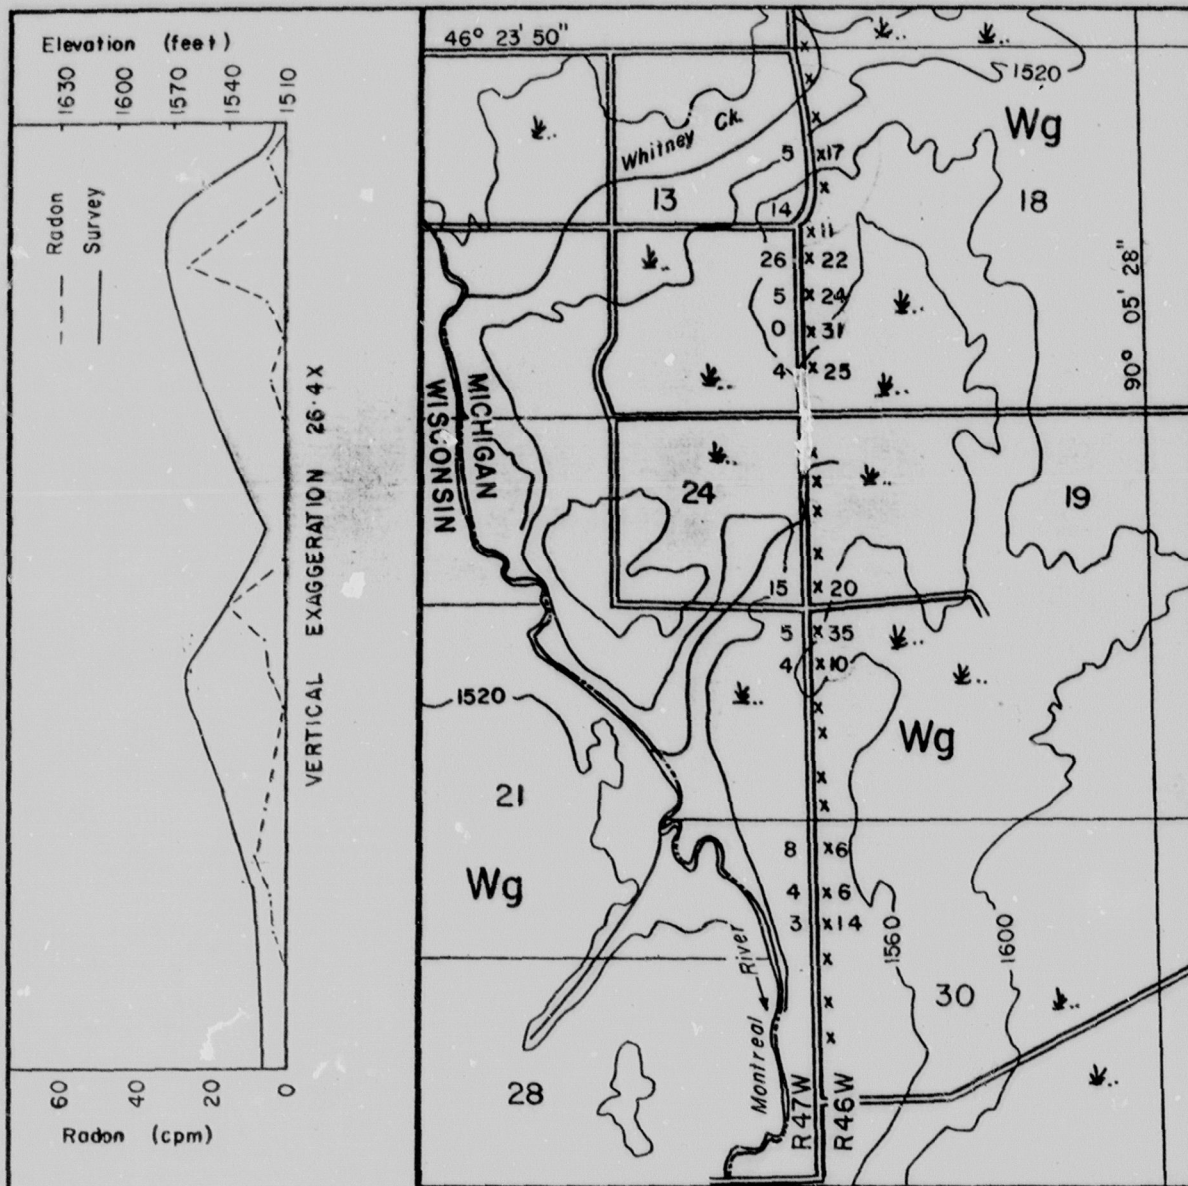 Elevation (feet)
1630
1600
1570
1540
1510
--- Radon
— Survey
VERTICAL EXAGGERATION 26.4X
60
40
20
0
Radon (cpm)
46° 23' 50"
1520
Wg
Whitney Ck.
5 x17
13
18
14
x11
26 x 22
5 x 24
0 x 31
4 x 25
90° 05' 28"
MICHIGAN
WISCONSIN
24
19
15 x 20
5 x 35
4 x 10
1520
Wg
21
8 x 6
Wg
4 x 6
3 x 14
1560
1600
30
Montreal River
28
R47W
R46W